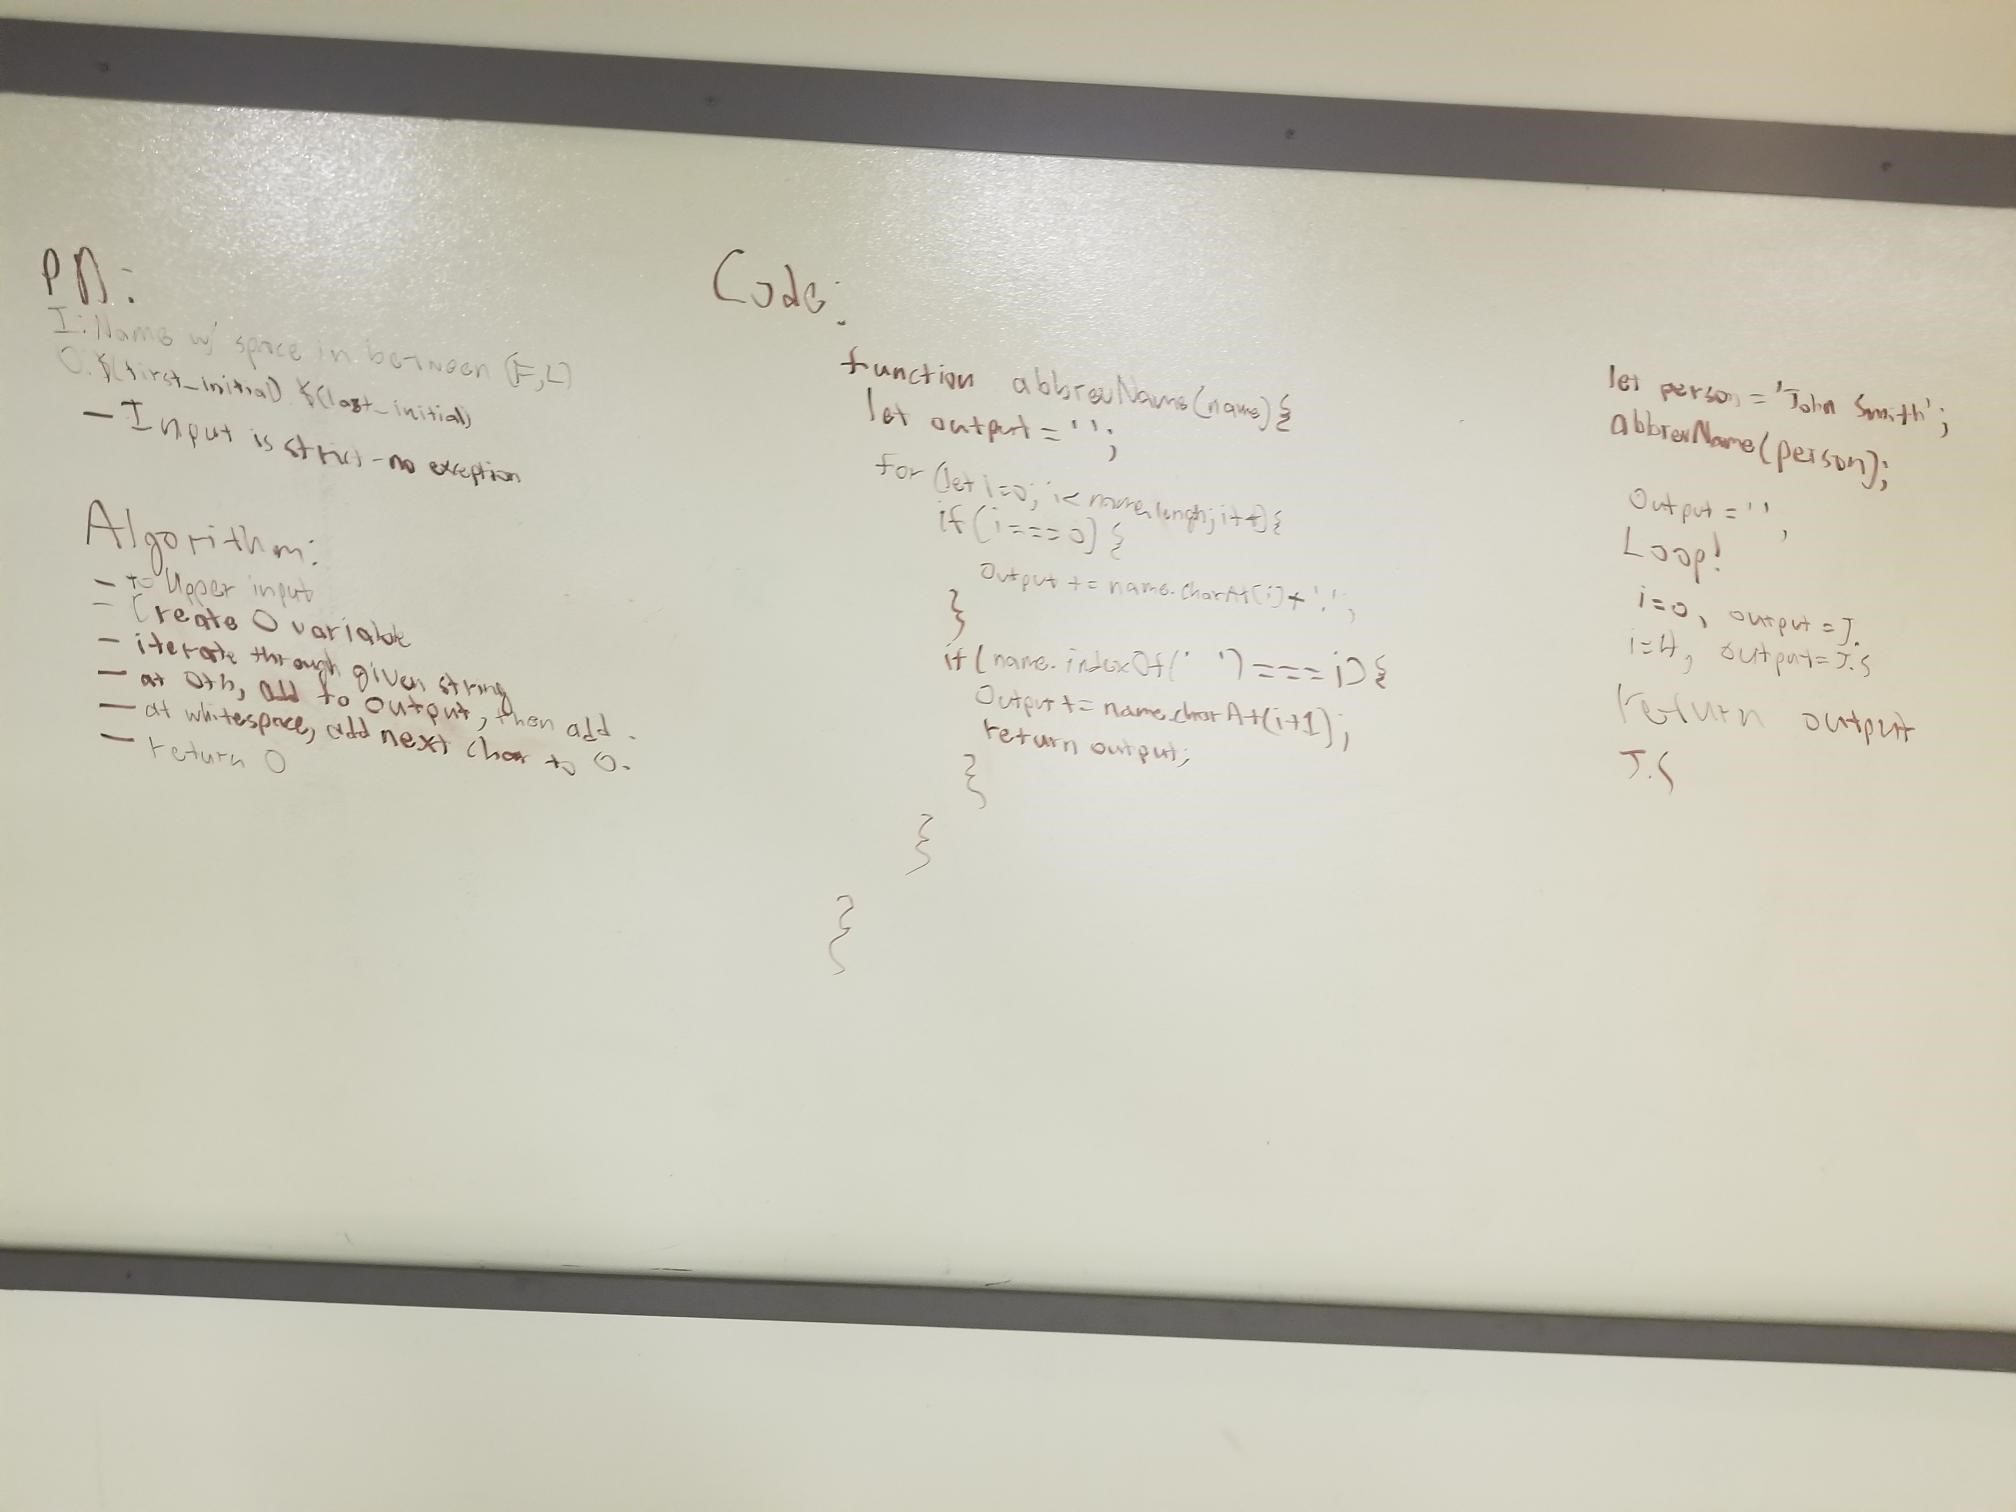 PD:
I: Name w/ space in between (F,L)
O: ${first_initial}.${last_initial}
- Input is strict - no exception
Algorithm:
- to Upper input
- Create O variable
- iterate through given string
- at 0th, add to output, then add .
- at whitespace, add next char to O.
- return O
Code:
function abbrevName(name){
let output = '';
for (let i=0; i< name.length; i++){
if (i===0) {
Output += name.charAt(i)+'.';
}
if (name.indexOf(' ') === i) {
Output += name.charAt(i+1);
return output;
}
}
}
let person = 'John Smith';
abbrevName(person);
Output = '';
Loop!
i=0, output = J.
i=4, output = J.S
return output
J.S